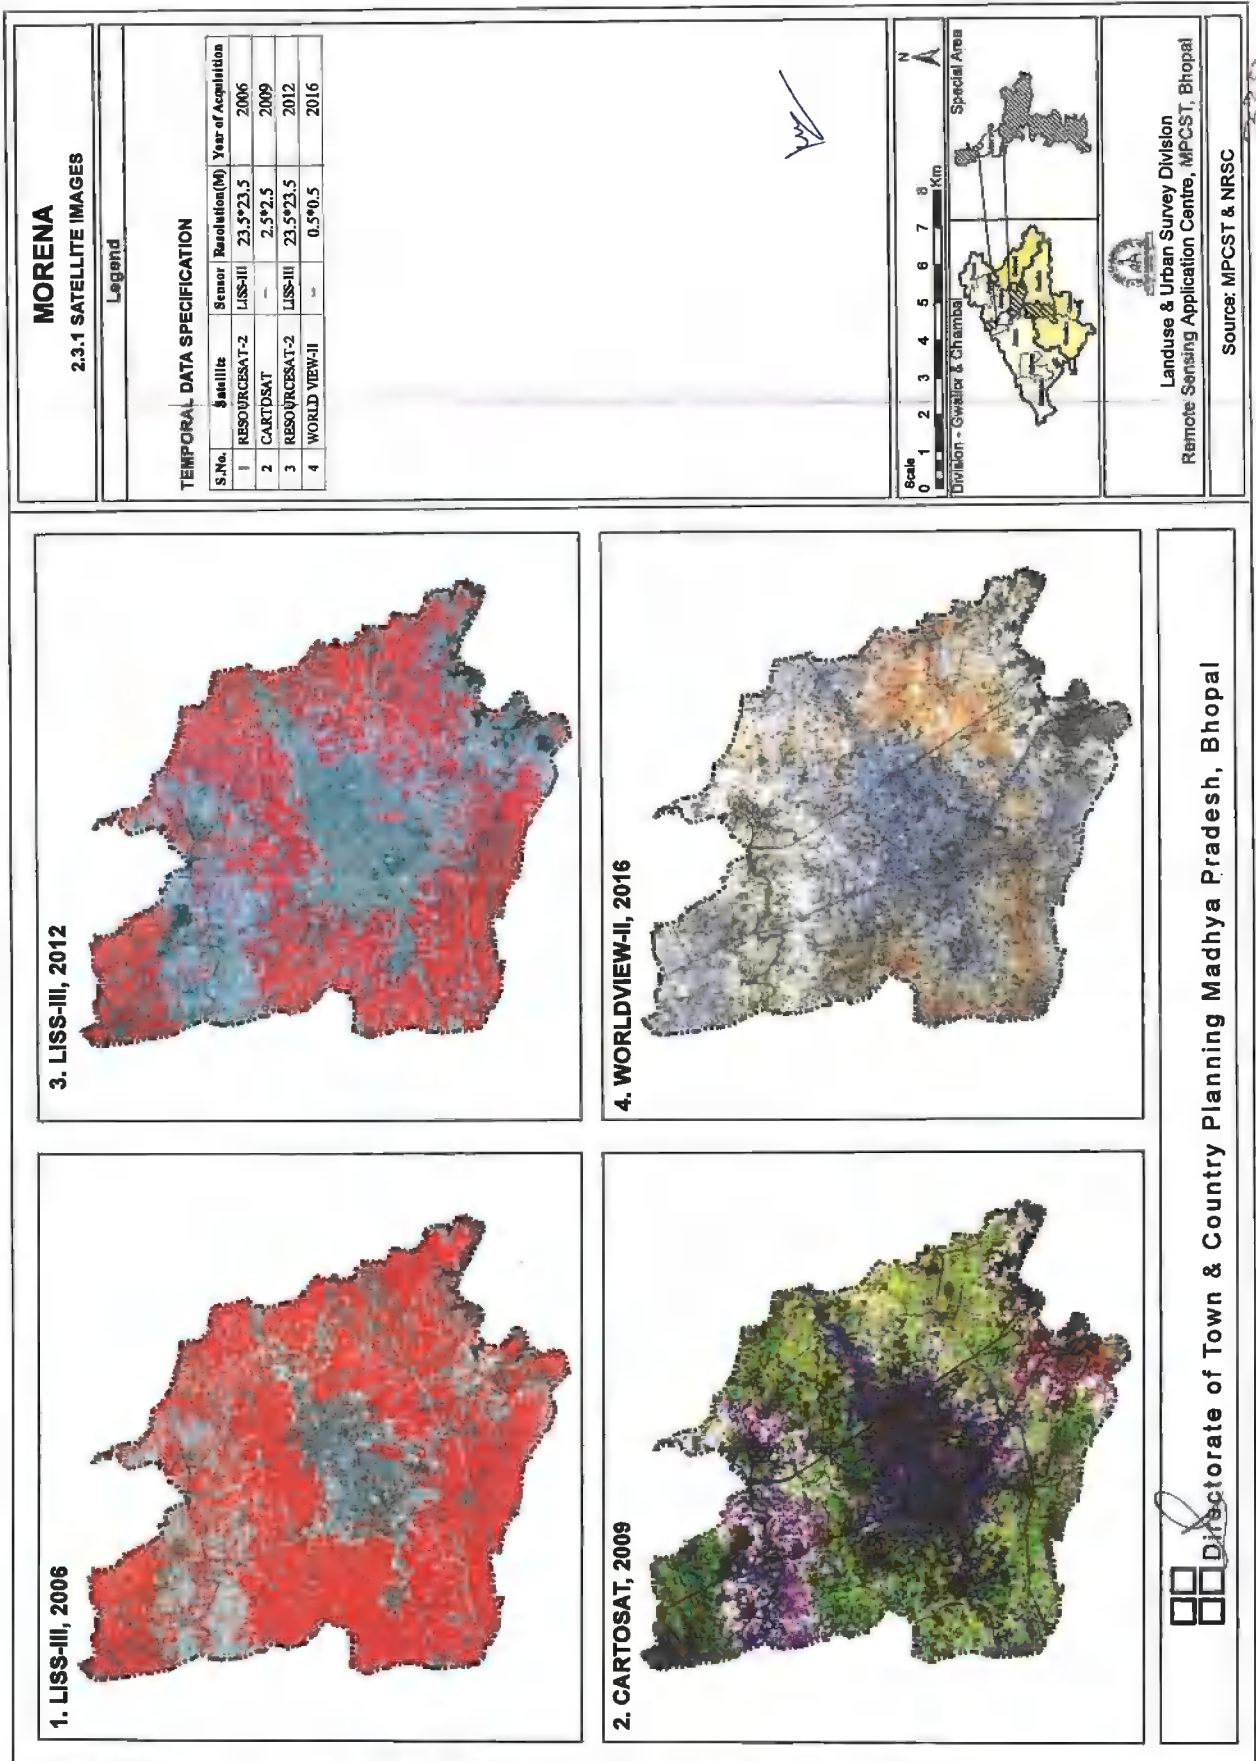 MORENA
2.3.1 SATELLITE IMAGES
Legend
TEMPORAL DATA SPECIFICATION
S.No. Satellite Sensor Resolution(M) Year of Acquisition
1 RESOURCESAT-2 LISS-III 23.5*23.5 2006
2 CARTOSAT – 2.5*2.5 2009
3 RESOURCESAT-2 LISS-III 23.5*23.5 2012
4 WORLD VIEW-II – 0.5*0.5 2016
N
Scale
0 1 2 3 4 5 6 7 8
Km
Division - Gwalior & Chambal
Special Area
Landuse & Urban Survey Division
Remote Sensing Application Centre, MPCST, Bhopal
Source: MPCST & NRSC
1. LISS-III, 2006
3. LISS-III, 2012
2. CARTOSAT, 2009
4. WORLDVIEW-II, 2016
Directorate of Town & Country Planning Madhya Pradesh, Bhopal